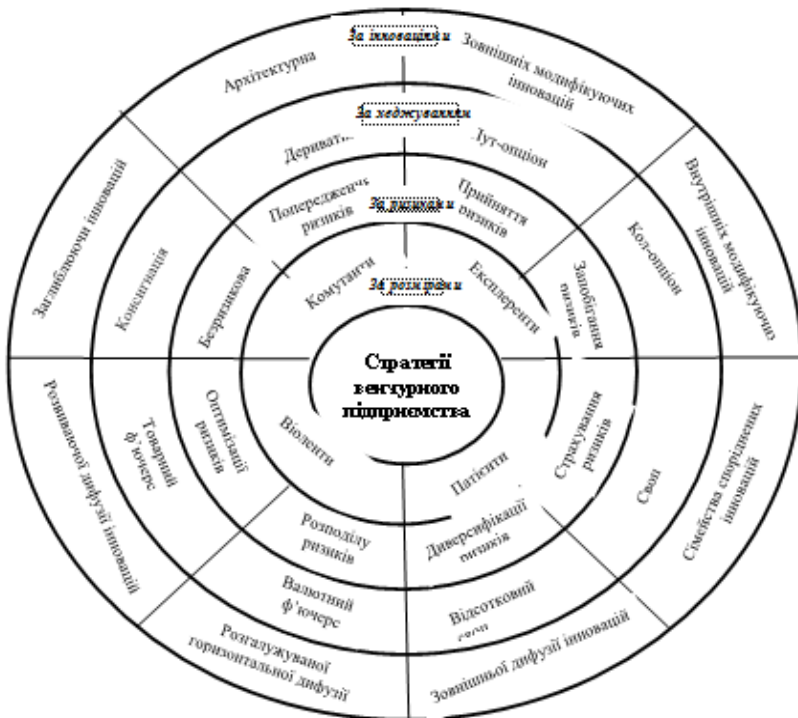 За інноваціями
Архітектурна
Зовнішніх модифікуючих
інновацій
Внутрішніх модифікуючих
інновацій
Сімейства споріднених
інновацій
Зовнішньої дифузії інновацій
Розгалужуваної
горизонтальної дифузії
Розвиваючої дифузії інновацій
Заглиблюючи інновацій
За хеджуванням
Деривати
Пут-опціон
Кол-опціон
Своп
Відсотковий
своп
Валютний
ф'ючерс
Товарний
ф'ючерс
Консигнація
За ризиками
Попередження
ризиків
Прийняття
ризиків
Запобігання
ризиків
Страхування
ризиків
Диверсифікації
ризиків
Розподілу
ризиків
Оптимізації
ризиків
Безризикова
За розмірами
Комутанти
Експлеренти
Патієнти
Віоленти
Стратегії
венчурного
підприємства